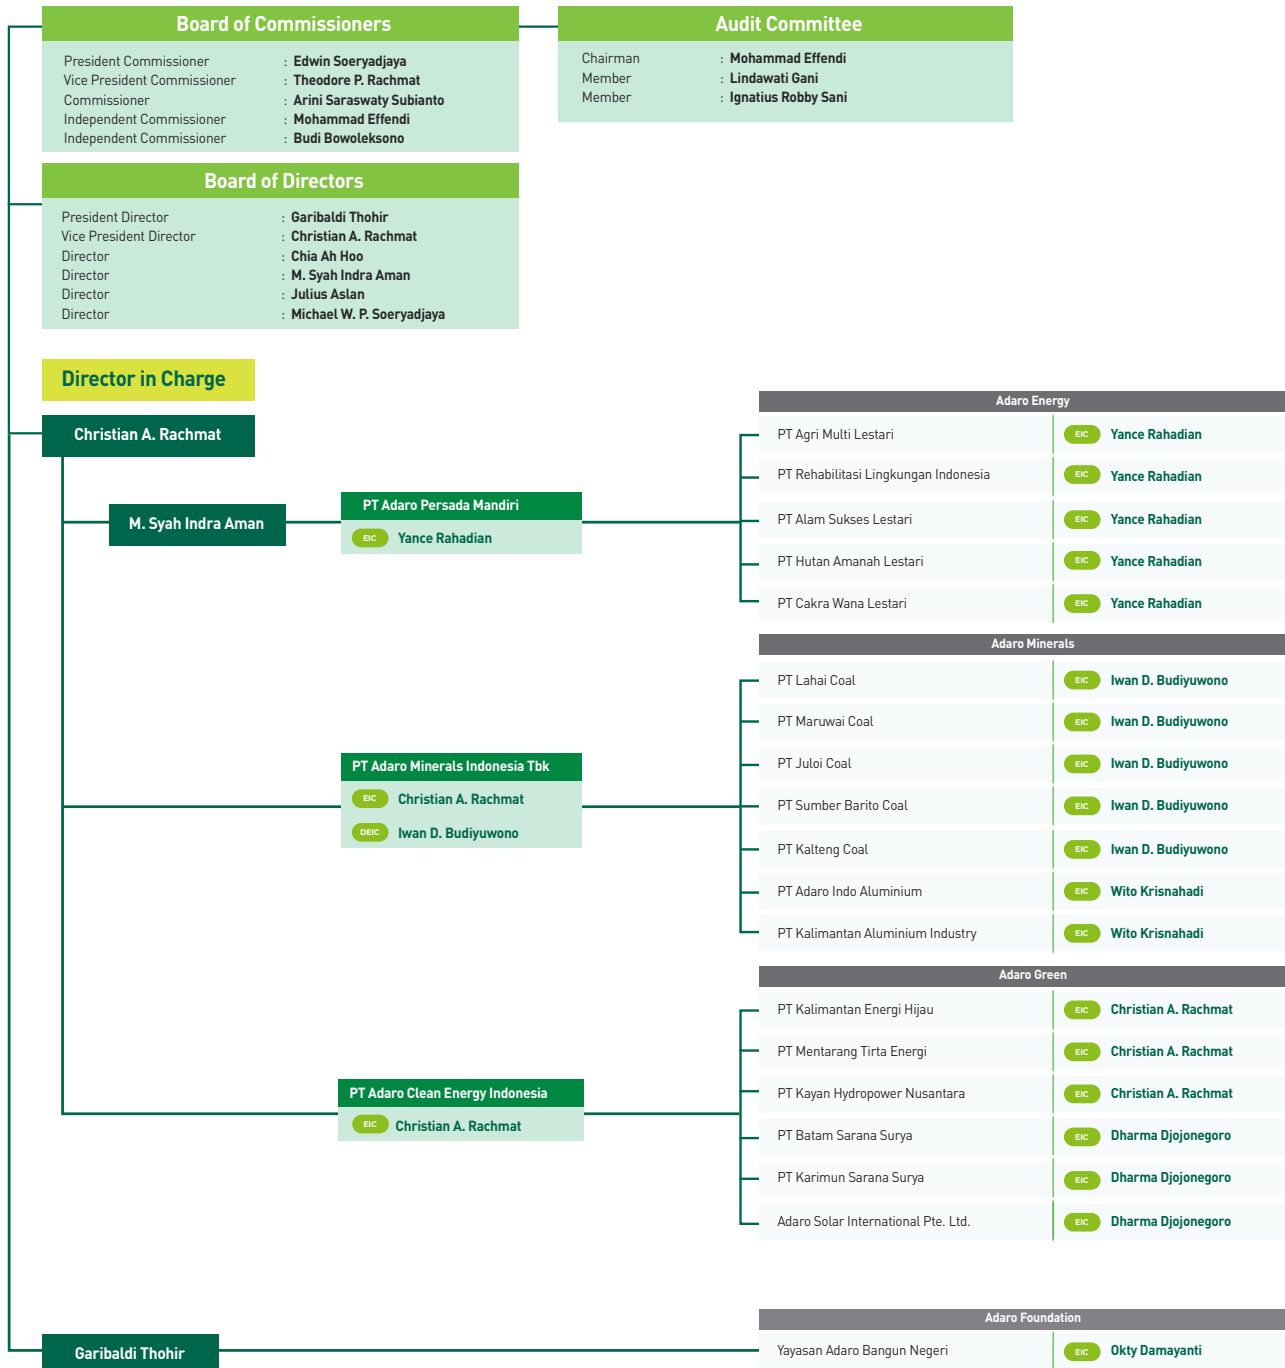 Board of Commissioners
President Commissioner : Edwin Soeryadjaya
Vice President Commissioner : Theodore P. Rachmat
Commissioner : Arini Saraswaty Subianto
Independent Commissioner : Mohammad Effendi
Independent Commissioner : Budi Bowoleksono
Audit Committee
Chairman : Mohammad Effendi
Member : Lindawati Gani
Member : Ignatius Robby Sani
Board of Directors
President Director : Garibaldi Thohir
Vice President Director : Christian A. Rachmat
Director : Chia Ah Hoo
Director : M. Syah Indra Aman
Director : Julius Aslan
Director : Michael W. P. Soeryadjaya
Director in Charge
Christian A. Rachmat
M. Syah Indra Aman
PT Adaro Persada Mandiri
EIC Yance Rahadian
Adaro Energy
PT Agri Multi Lestari EIC Yance Rahadian
PT Rehabilitasi Lingkungan Indonesia EIC Yance Rahadian
PT Alam Sukses Lestari EIC Yance Rahadian
PT Hutan Amanah Lestari EIC Yance Rahadian
PT Cakra Wana Lestari EIC Yance Rahadian
PT Adaro Minerals Indonesia Tbk
EIC Christian A. Rachmat
DEIC Iwan D. Budiyuwono
Adaro Minerals
PT Lahai Coal EIC Iwan D. Budiyuwono
PT Maruwai Coal EIC Iwan D. Budiyuwono
PT Juloi Coal EIC Iwan D. Budiyuwono
PT Sumber Barito Coal EIC Iwan D. Budiyuwono
PT Kalteng Coal EIC Iwan D. Budiyuwono
PT Adaro Indo Aluminium EIC Wito Krisnahadi
PT Kalimantan Aluminium Industry EIC Wito Krisnahadi
PT Adaro Clean Energy Indonesia
EIC Christian A. Rachmat
Adaro Green
PT Kalimantan Energi Hijau EIC Christian A. Rachmat
PT Mentarang Tirta Energi EIC Christian A. Rachmat
PT Kayan Hydropower Nusantara EIC Christian A. Rachmat
PT Batam Sarana Surya EIC Dharma Djojonegoro
PT Karimun Sarana Surya EIC Dharma Djojonegoro
Adaro Solar International Pte. Ltd. EIC Dharma Djojonegoro
Garibaldi Thohir
Adaro Foundation
Yayasan Adaro Bangun Negeri EIC Okty Damayanti